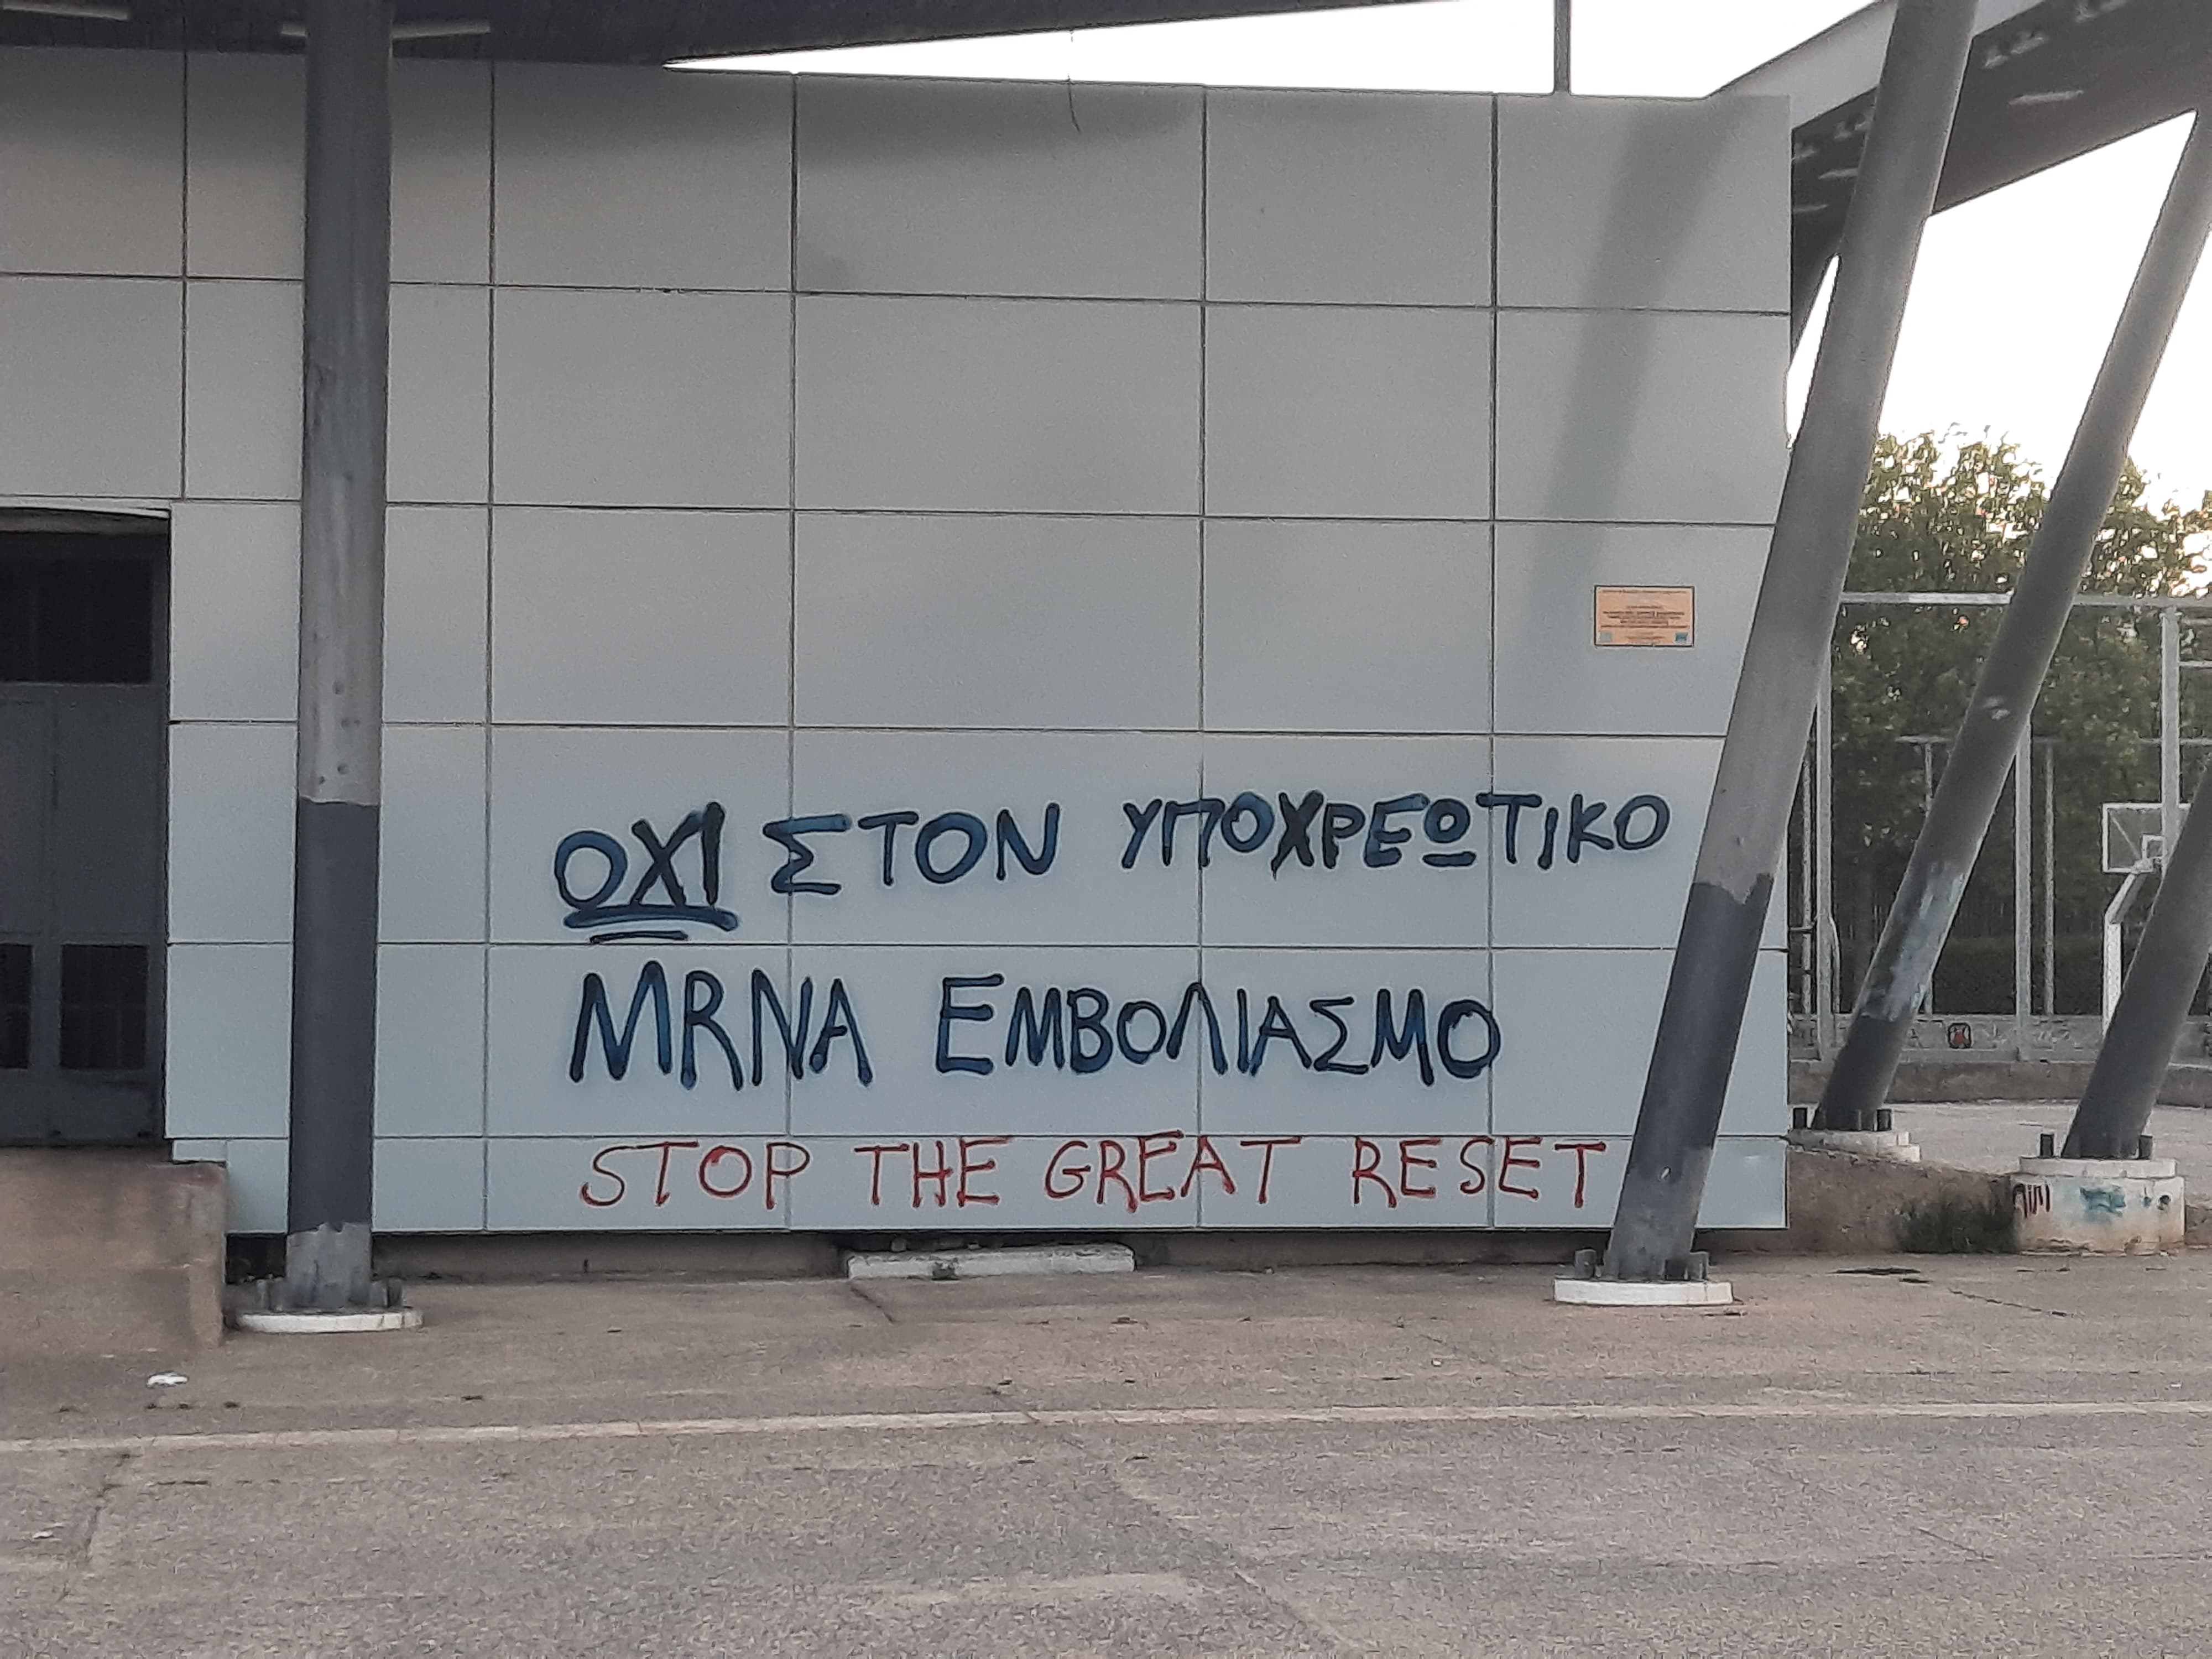 ΟΧΙ ΣΤΟΝ ΥΠΟΧΡΕΩΤΙΚΟ
MRNA ΕΜΒΟΛΙΑΣΜΟ
STOP THE GREAT RESET